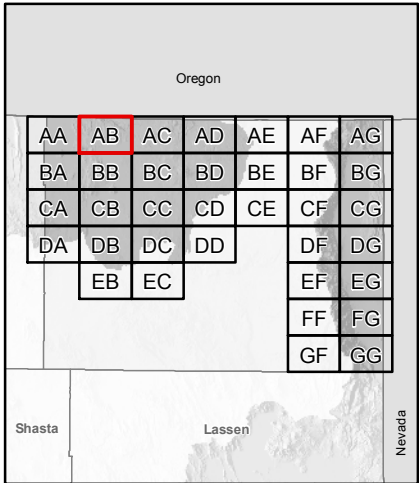 Oregon
AA AB AC AD AE AF AG
BA BB BC BD BE BF BG
CA CB CC CD CE CF CG
DA DB DC DD DF DG
EB EC EF EG
FF FG
GF GG
Shasta Lassen Nevada